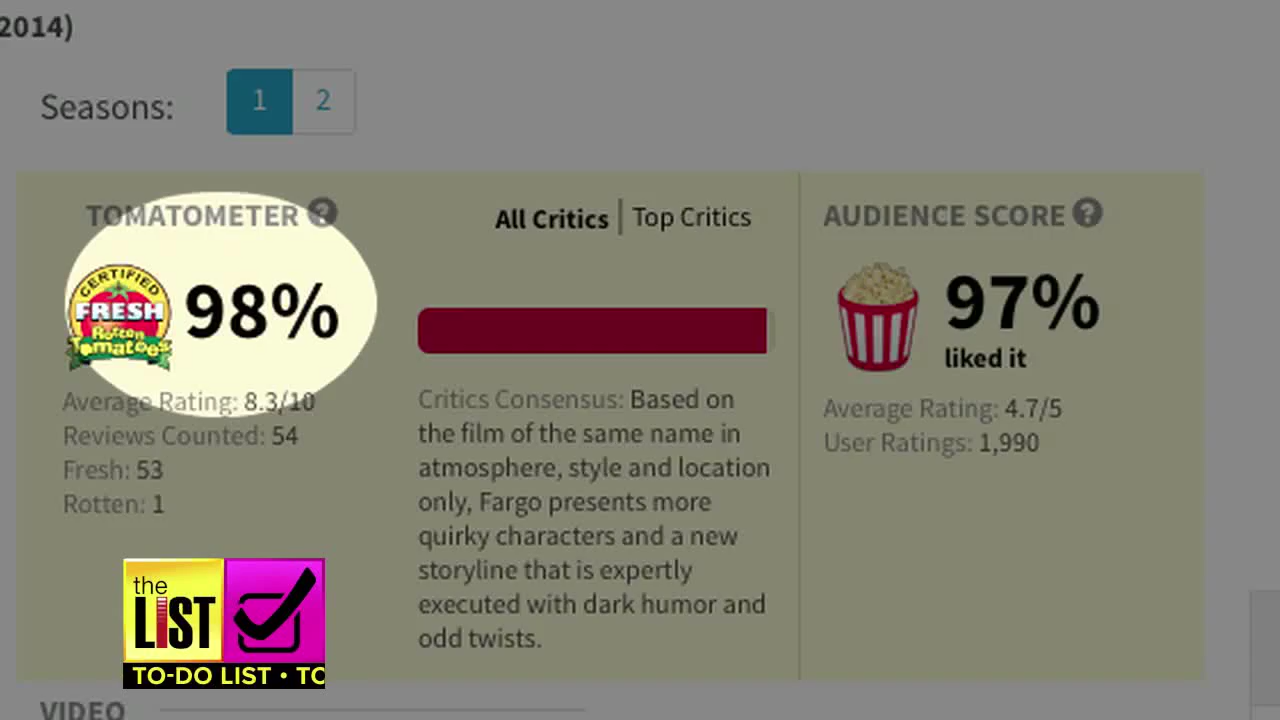 2014)
Seasons:
1
2
TOMATOMETER ?
All Critics | Top Critics
AUDIENCE SCORE ?
CERTIFIED
FRESH
Rotten
Tomatoes
98%
97%
liked it
Average Rating: 8.3/10
Reviews Counted: 54
Fresh: 53
Rotten: 1
Critics Consensus: Based on
the film of the same name in
atmosphere, style and location
only, Fargo presents more
quirky characters and a new
storyline that is expertly
executed with dark humor and
odd twists.
Average Rating: 4.7/5
User Ratings: 1,990
the
LIST
TO-DO LIST • TO
VIDEO